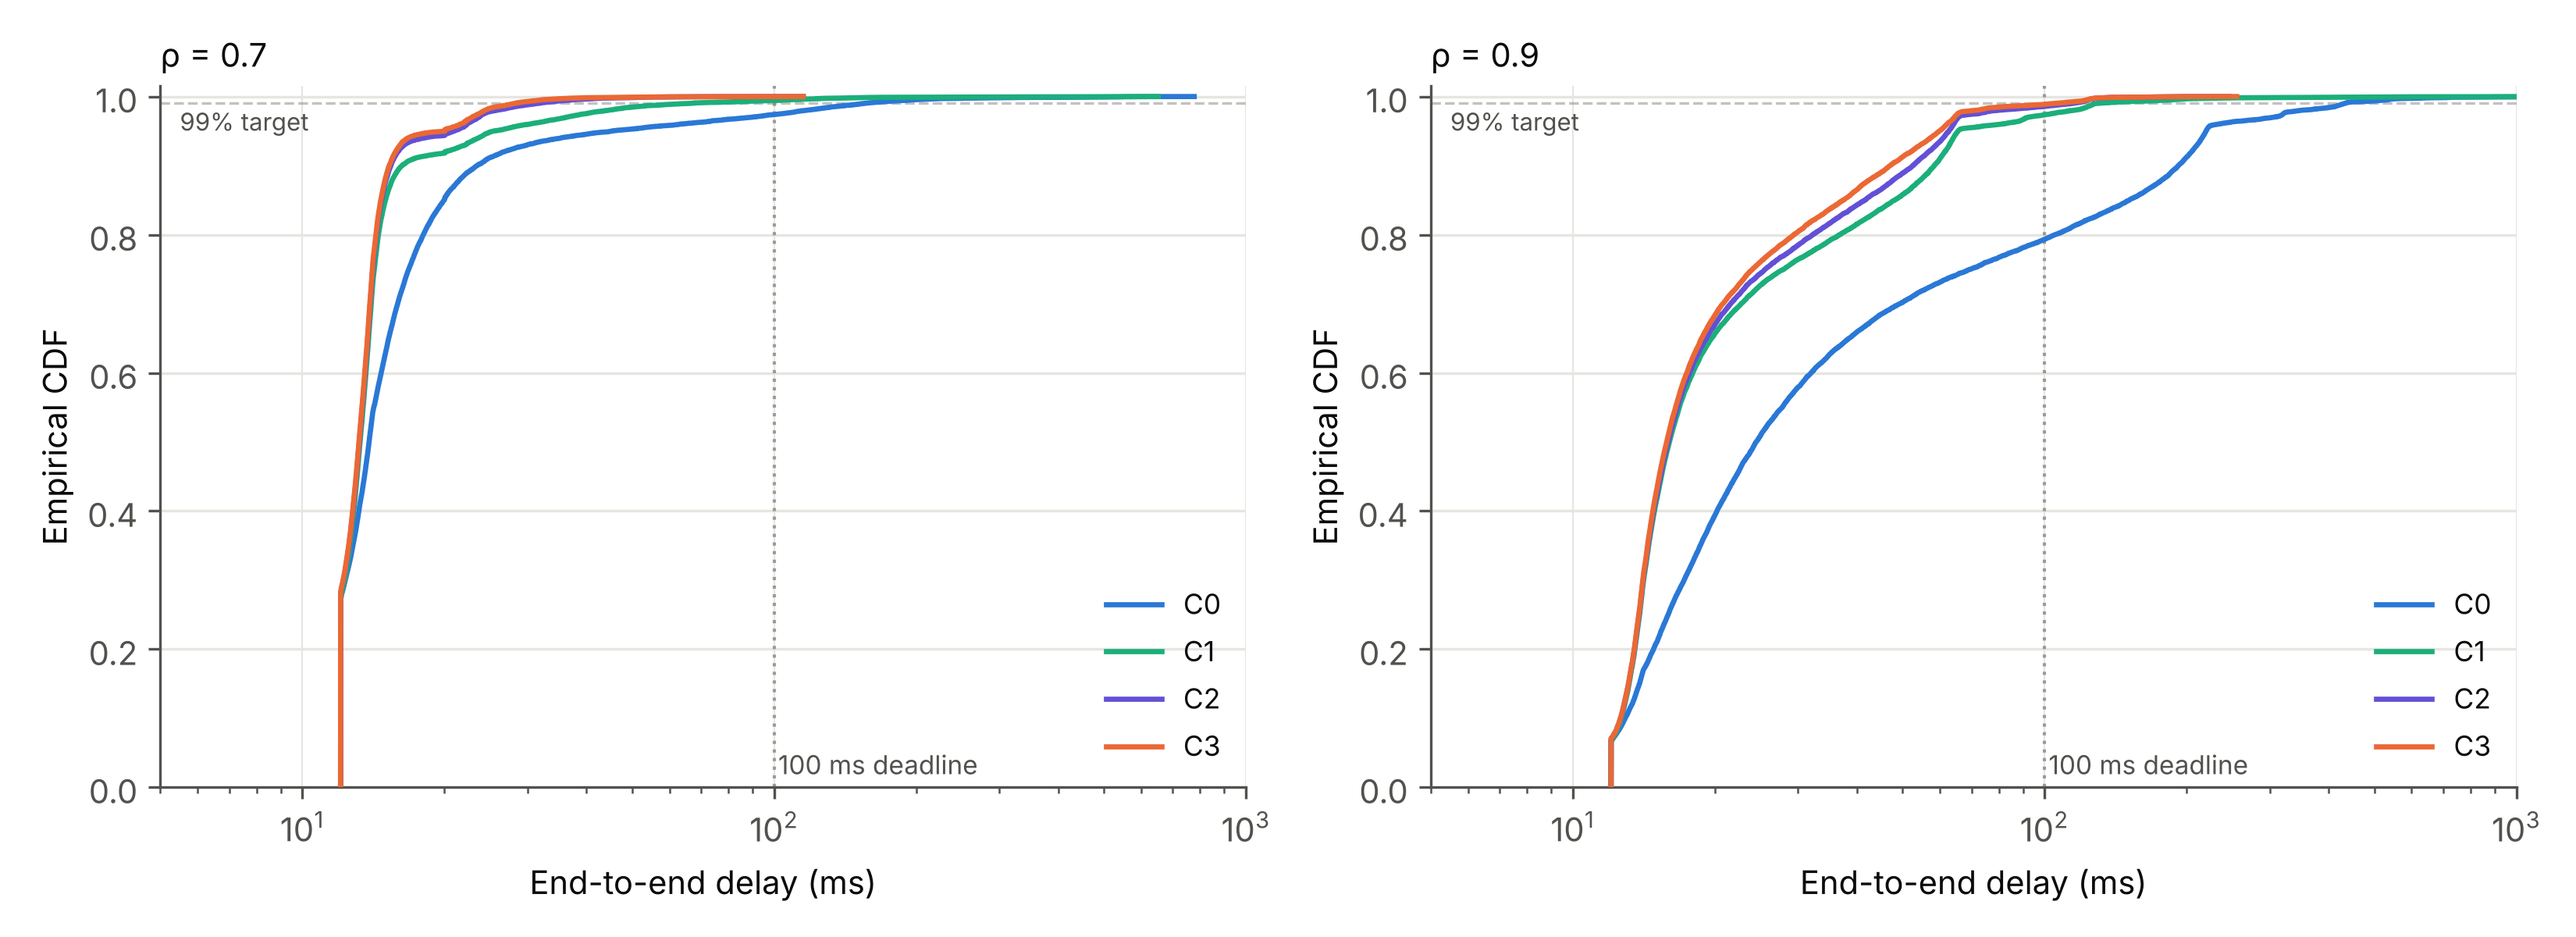 ρ = 0.7
1.0
0.8
0.6
0.4
0.2
0.0
Empirical CDF
99% target
100 ms deadline
C0
C1
C2
C3
10¹
10²
10³
End-to-end delay (ms)
ρ = 0.9
1.0
0.8
0.6
0.4
0.2
0.0
Empirical CDF
99% target
100 ms deadline
C0
C1
C2
C3
10¹
10²
10³
End-to-end delay (ms)